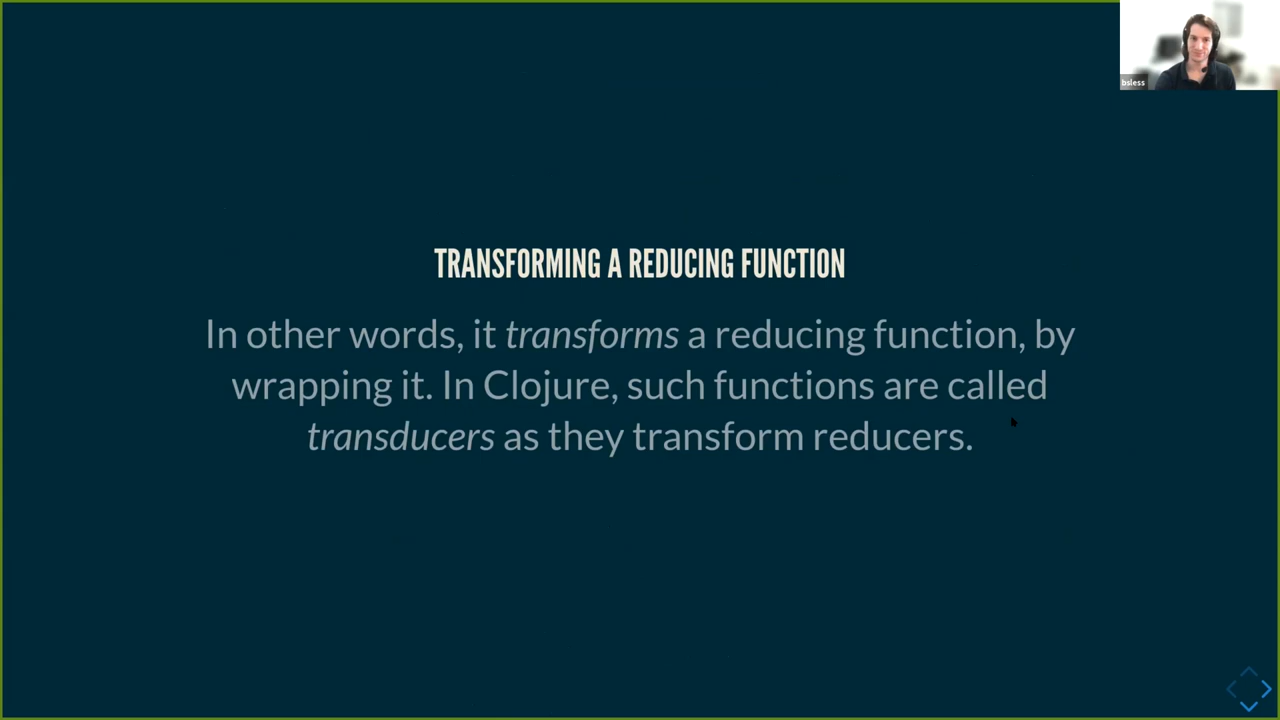 bsless
TRANSFORMING A REDUCING FUNCTION
In other words, it transforms a reducing function, by
wrapping it. In Clojure, such functions are called
transducers as they transform reducers.